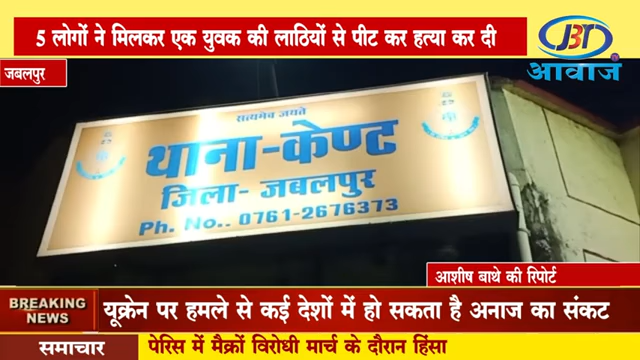 5 लोगों ने मिलकर एक युवक की लाठियों से पीट कर हत्या कर दी
JBT
आवाज
जबलपुर
सत्यमेव जयते
थाना-केण्ट
जिला- जबलपुर
Ph. No.. 0761-2676373
आशीष बाथे की रिपोर्ट
BREAKING NEWS
यूक्रेन पर हमले से कई देशों में हो सकता है अनाज का संकट
समाचार
पेरिस में मैक्रों विरोधी मार्च के दौरान हिंसा